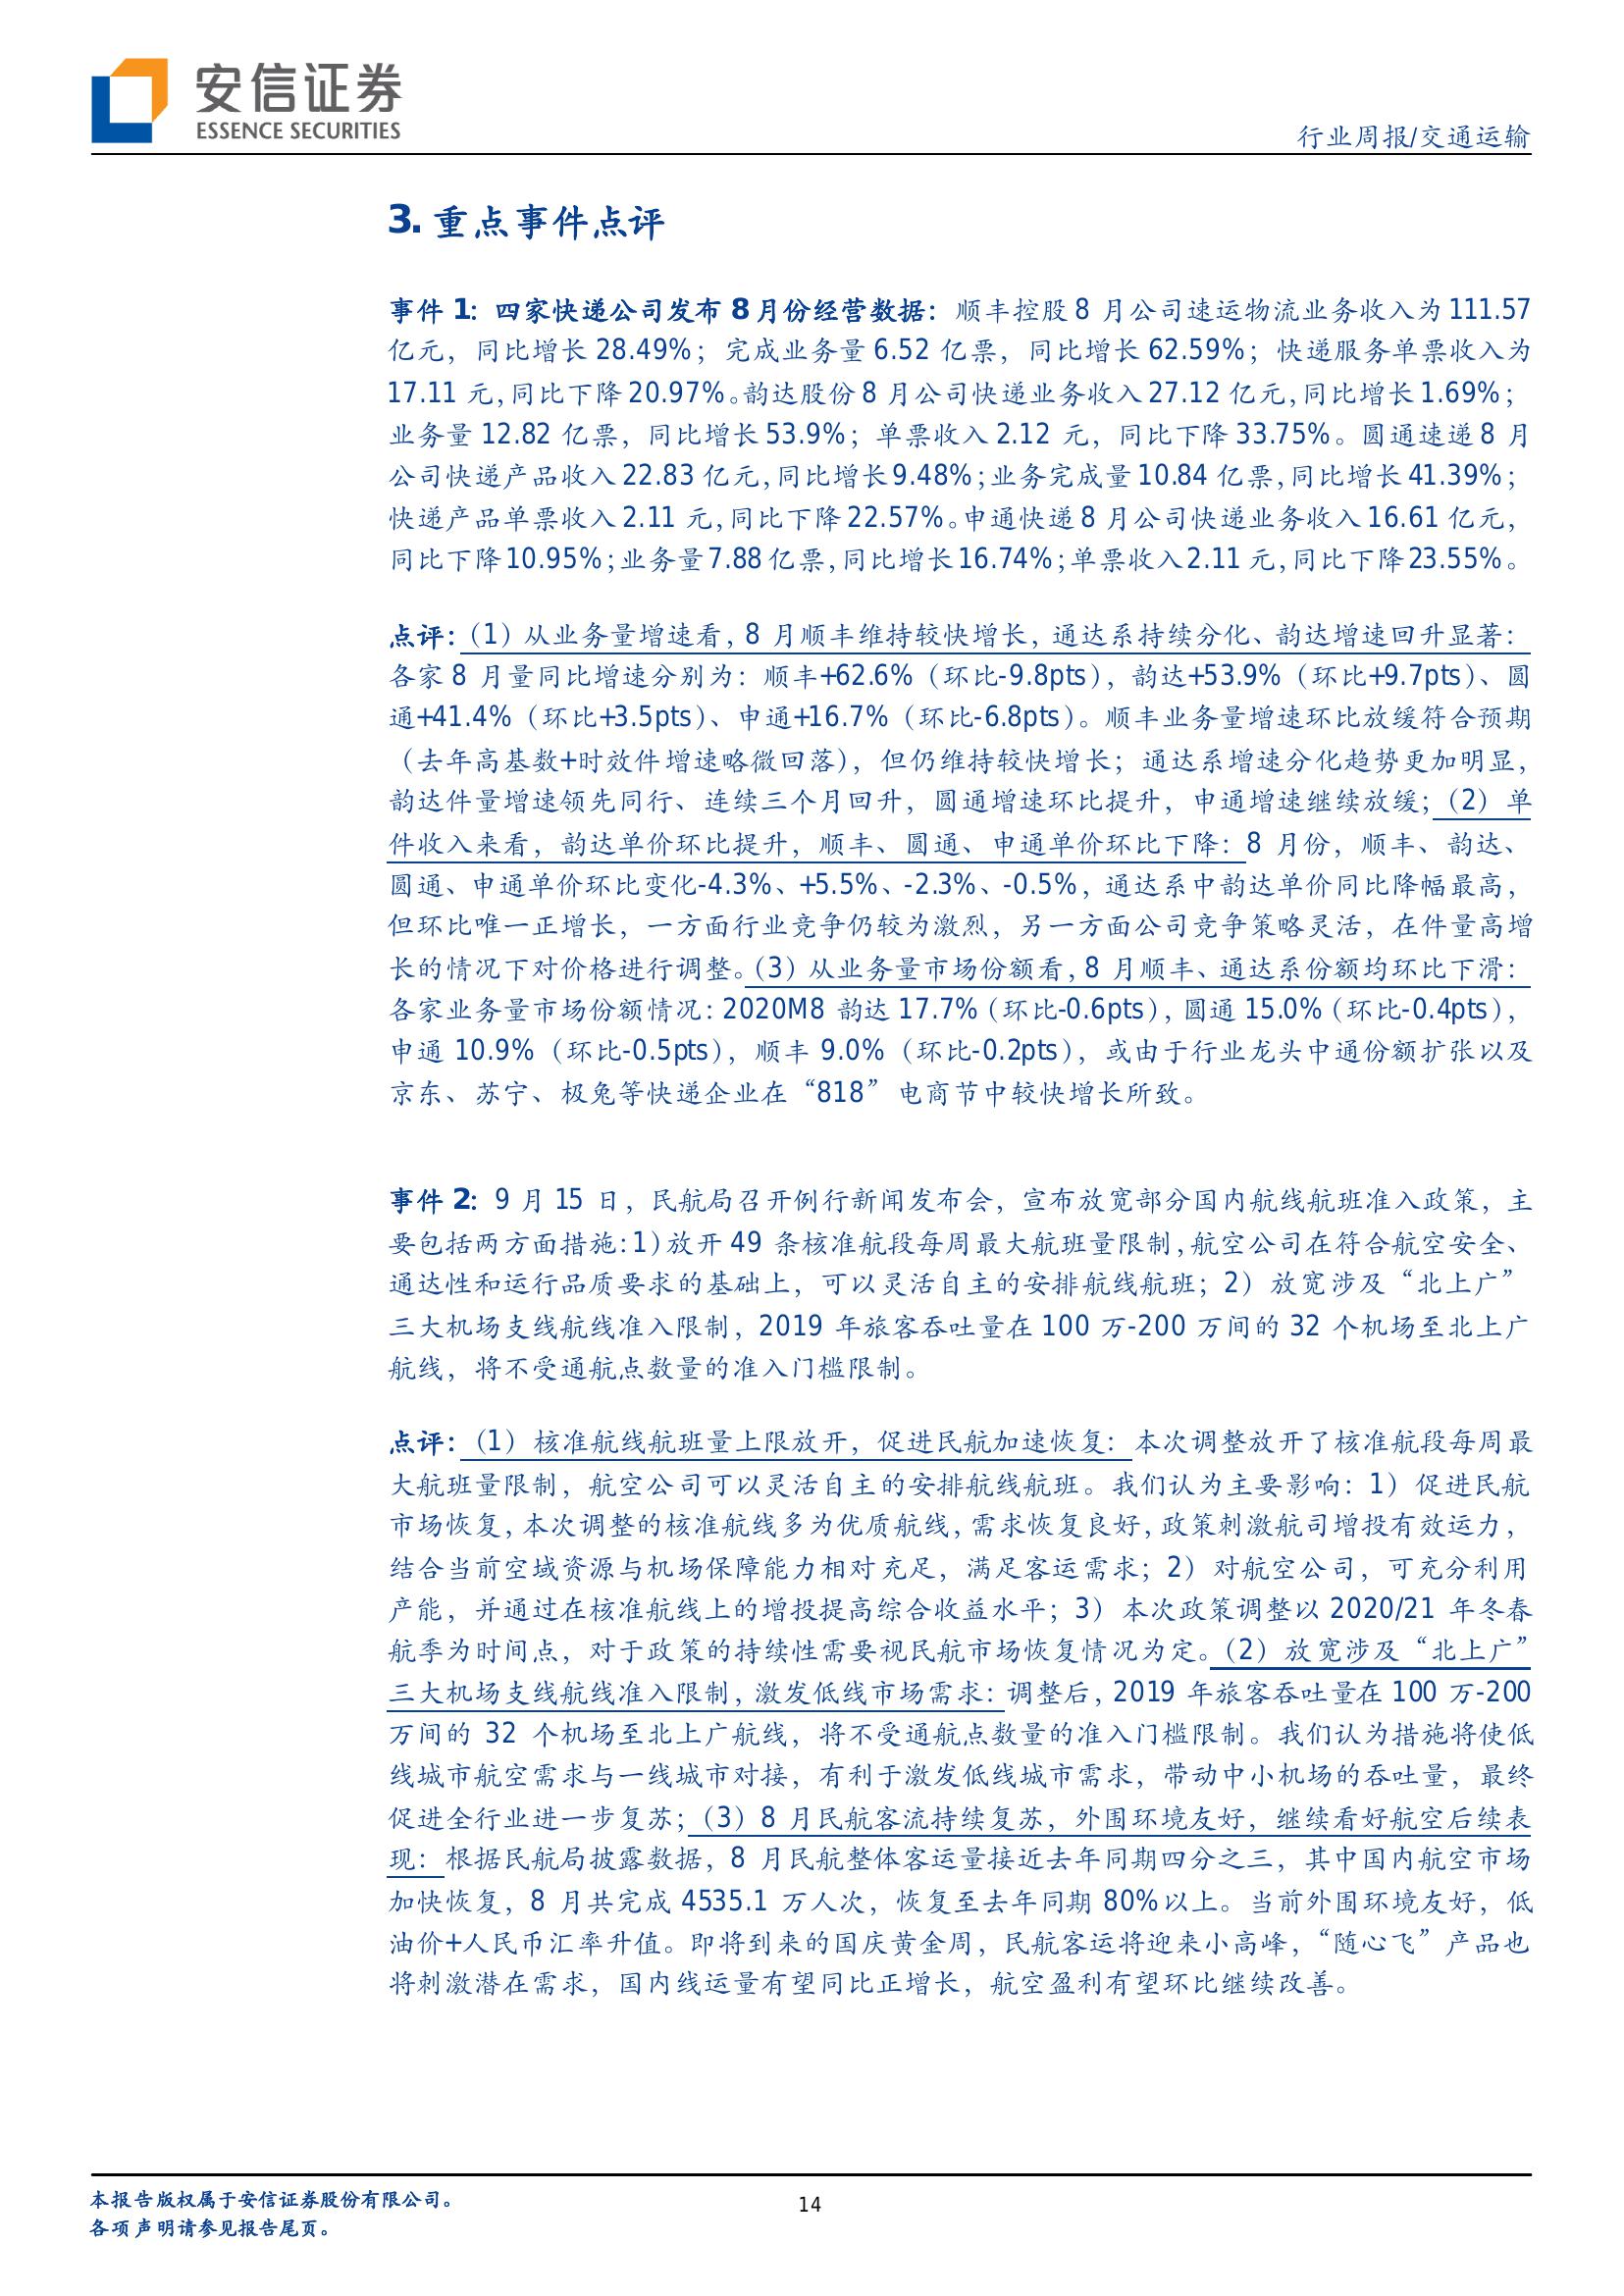 安信证券
ESSENCE SECURITIES
行业周报/交通运输
3. 重点事件点评
事件 1：四家快递公司发布 8 月份经营数据：顺丰控股 8 月公司速运物流业务收入为 111.57
亿元，同比增长 28.49%；完成业务量 6.52 亿票，同比增长 62.59%；快递服务单票收入为
17.11 元，同比下降 20.97%。韵达股份 8 月公司快递业务收入 27.12 亿元，同比增长 1.69%；
业务量 12.82 亿票，同比增长 53.9%；单票收入 2.12 元，同比下降 33.75%。圆通速递 8 月
公司快递产品收入 22.83 亿元，同比增长 9.48%；业务完成量 10.84 亿票，同比增长 41.39%；
快递产品单票收入 2.11 元，同比下降 22.57%。申通快递 8 月公司快递业务收入 16.61 亿元，
同比下降 10.95%；业务量 7.88 亿票，同比增长 16.74%；单票收入 2.11 元，同比下降 23.55%。
点评：（1）从业务量增速看，8 月顺丰维持较快增长，通达系持续分化、韵达增速回升显著：
各家 8 月量同比增速分别为：顺丰+62.6%（环比-9.8pts），韵达+53.9%（环比+9.7pts）、圆
通+41.4%（环比+3.5pts）、申通+16.7%（环比-6.8pts）。顺丰业务量增速环比放缓符合预期
（去年高基数+时效件增速略微回落），但仍维持较快增长；通达系增速分化趋势更加明显，
韵达件量增速领先同行、连续三个月回升，圆通增速环比提升，申通增速继续放缓；（2）单
件收入来看，韵达单价环比提升，顺丰、圆通、申通单价环比下降：8 月份，顺丰、韵达、
圆通、申通单价环比变化-4.3%、+5.5%、-2.3%、-0.5%，通达系中韵达单价同比降幅最高，
但环比唯一正增长，一方面行业竞争仍较为激烈，另一方面公司竞争策略灵活，在件量高增
长的情况下对价格进行调整。（3）从业务量市场份额看，8 月顺丰、通达系份额均环比下滑：
各家业务量市场份额情况：2020M8 韵达 17.7%（环比-0.6pts），圆通 15.0%（环比-0.4pts），
申通 10.9%（环比-0.5pts），顺丰 9.0%（环比-0.2pts），或由于行业龙头中通份额扩张以及
京东、苏宁、极兔等快递企业在“818”电商节中较快增长所致。
事件 2：9 月 15 日，民航局召开例行新闻发布会，宣布放宽部分国内航线航班准入政策，主
要包括两方面措施：1)放开 49 条核准航段每周最大航班量限制，航空公司在符合航空安全、
通达性和运行品质要求的基础上，可以灵活自主的安排航线航班；2）放宽涉及“北上广”
三大机场支线航线准入限制，2019 年旅客吞吐量在 100 万-200 万间的 32 个机场至北上广
航线，将不受通航点数量的准入门槛限制。
点评：（1）核准航线航班量上限放开，促进民航加速恢复：本次调整放开了核准航段每周最
大航班量限制，航空公司可以灵活自主的安排航线航班。我们认为主要影响：1）促进民航
市场恢复，本次调整的核准航线多为优质航线，需求恢复良好，政策刺激航司增投有效运力，
结合当前空域资源与机场保障能力相对充足，满足客运需求；2）对航空公司，可充分利用
产能，并通过在核准航线上的增投提高综合收益水平；3）本次政策调整以 2020/21 年冬春
航季为时间点，对于政策的持续性需要视民航市场恢复情况为定。（2）放宽涉及“北上广”
三大机场支线航线准入限制，激发低线市场需求：调整后，2019 年旅客吞吐量在 100 万-200
万间的 32 个机场至北上广航线，将不受通航点数量的准入门槛限制。我们认为措施将使低
线城市航空需求与一线城市对接，有利于激发低线城市需求，带动中小机场的吞吐量，最终
促进全行业进一步复苏；（3）8 月民航客流持续复苏，外围环境友好，继续看好航空后续表
现：根据民航局披露数据，8 月民航整体客运量接近去年同期四分之三，其中国内航空市场
加快恢复，8 月共完成 4535.1 万人次，恢复至去年同期 80%以上。当前外围环境友好，低
油价+人民币汇率升值。即将到来的国庆黄金周，民航客运将迎来小高峰，“随心飞”产品也
将刺激潜在需求，国内线运量有望同比正增长，航空盈利有望环比继续改善。
本报告版权属于安信证券股份有限公司。
14
各项声明请参见报告尾页。